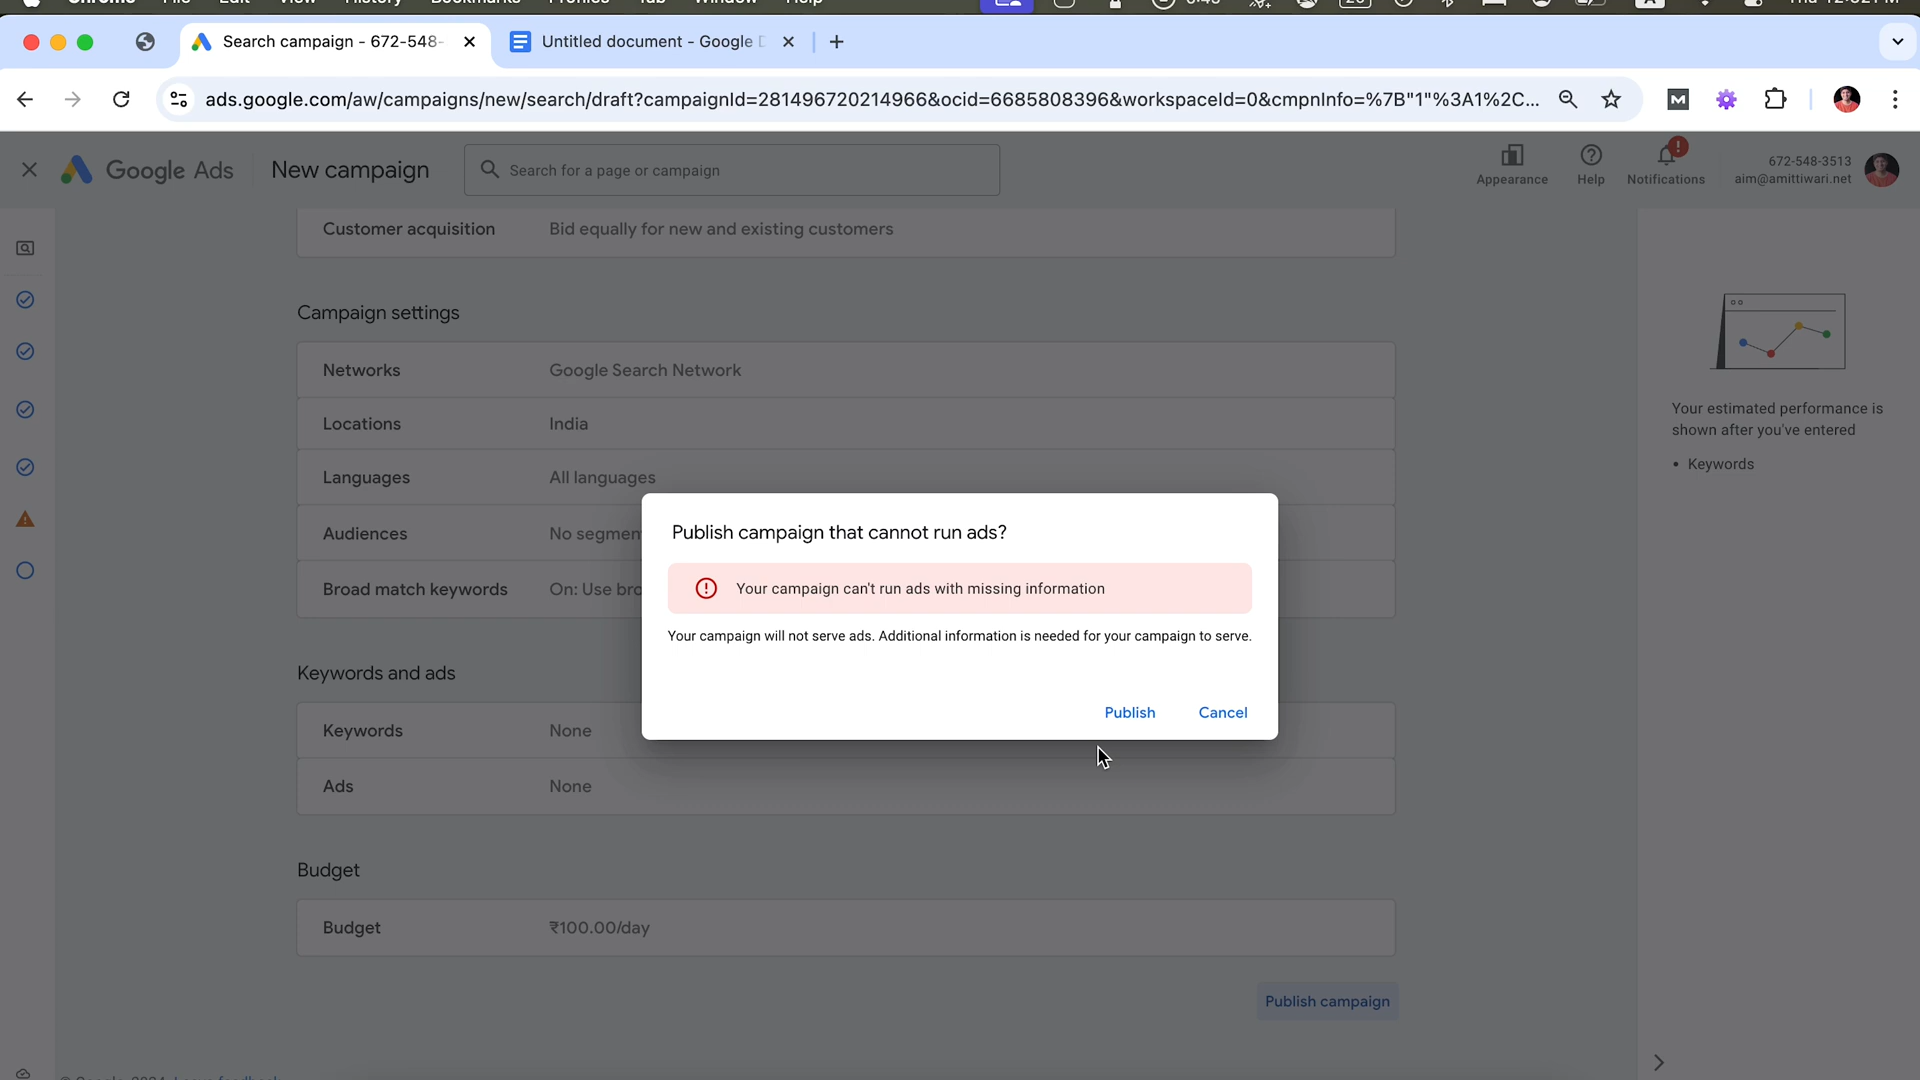 Search campaign - 672-548-
Untitled document - Google D
ads.google.com/aw/campaigns/new/search/draft?campaignId=281496720214966&ocid=6685808396&workspaceId=0&cmpnInfo=%7B"1"%3A1%2C...
Google Ads
New campaign
Search for a page or campaign
Appearance
Help
Notifications
672-548-3513
aim@amittiwari.net
Customer acquisition
Bid equally for new and existing customers
Campaign settings
Networks
Google Search Network
Locations
India
Languages
All languages
Audiences
No segmen
Broad match keywords
On: Use bro
Publish campaign that cannot run ads?
Your campaign can't run ads with missing information
Your campaign will not serve ads. Additional information is needed for your campaign to serve.
Publish
Cancel
Keywords and ads
Keywords
None
Ads
None
Budget
Budget
₹100.00/day
Publish campaign
Your estimated performance is
shown after you've entered
• Keywords